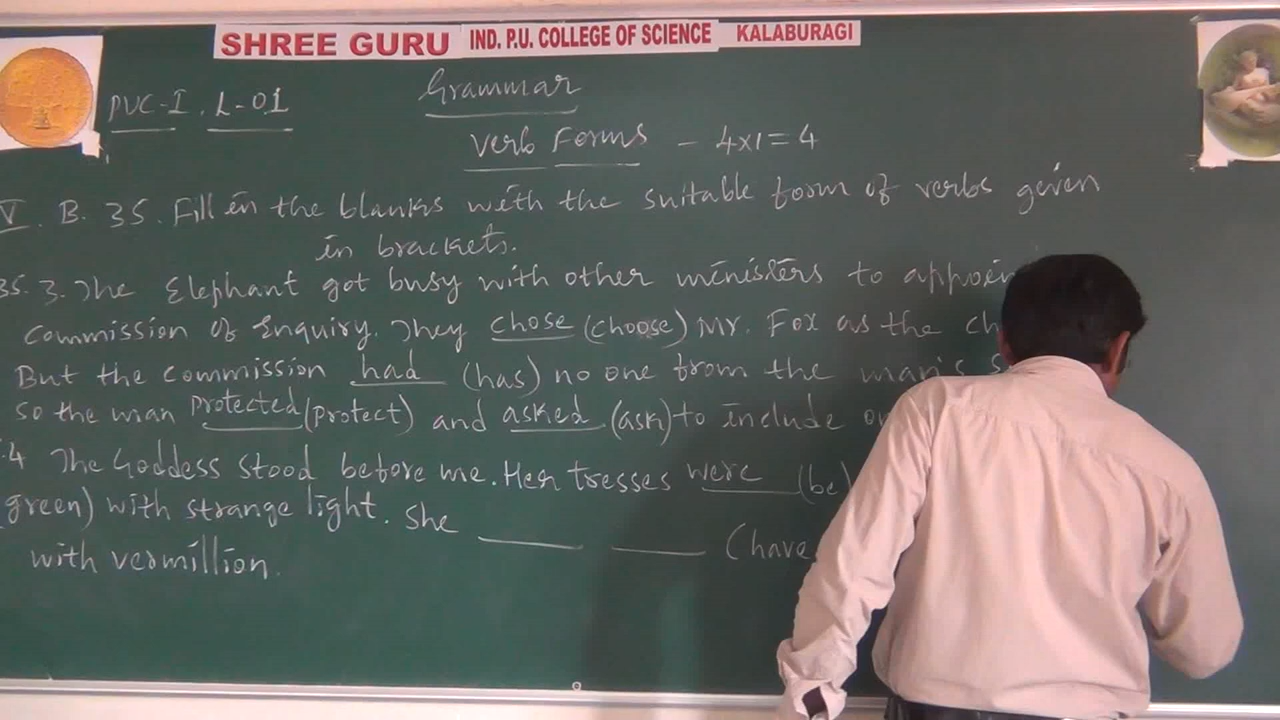 SHREE GURU IND. P.U. COLLEGE OF SCIENCE KALABURAGI
PUC-I. L-01
Grammar
Verb Forms - 4x1=4
V. B. 35. Fill in the blanks with the suitable form of verbs given
in brackets.
35.3. The Elephant got busy with other ministers to
commission of Enquiry. They chose (choose) Mr. Fox as the
But the commission had (has) no one from the man's
so the man protected (protect) and asked (ask) to include
.4 The Goddess stood before me. Her tresses were (be)
green) with strange light. She ____ ____ (have
with vermillion.